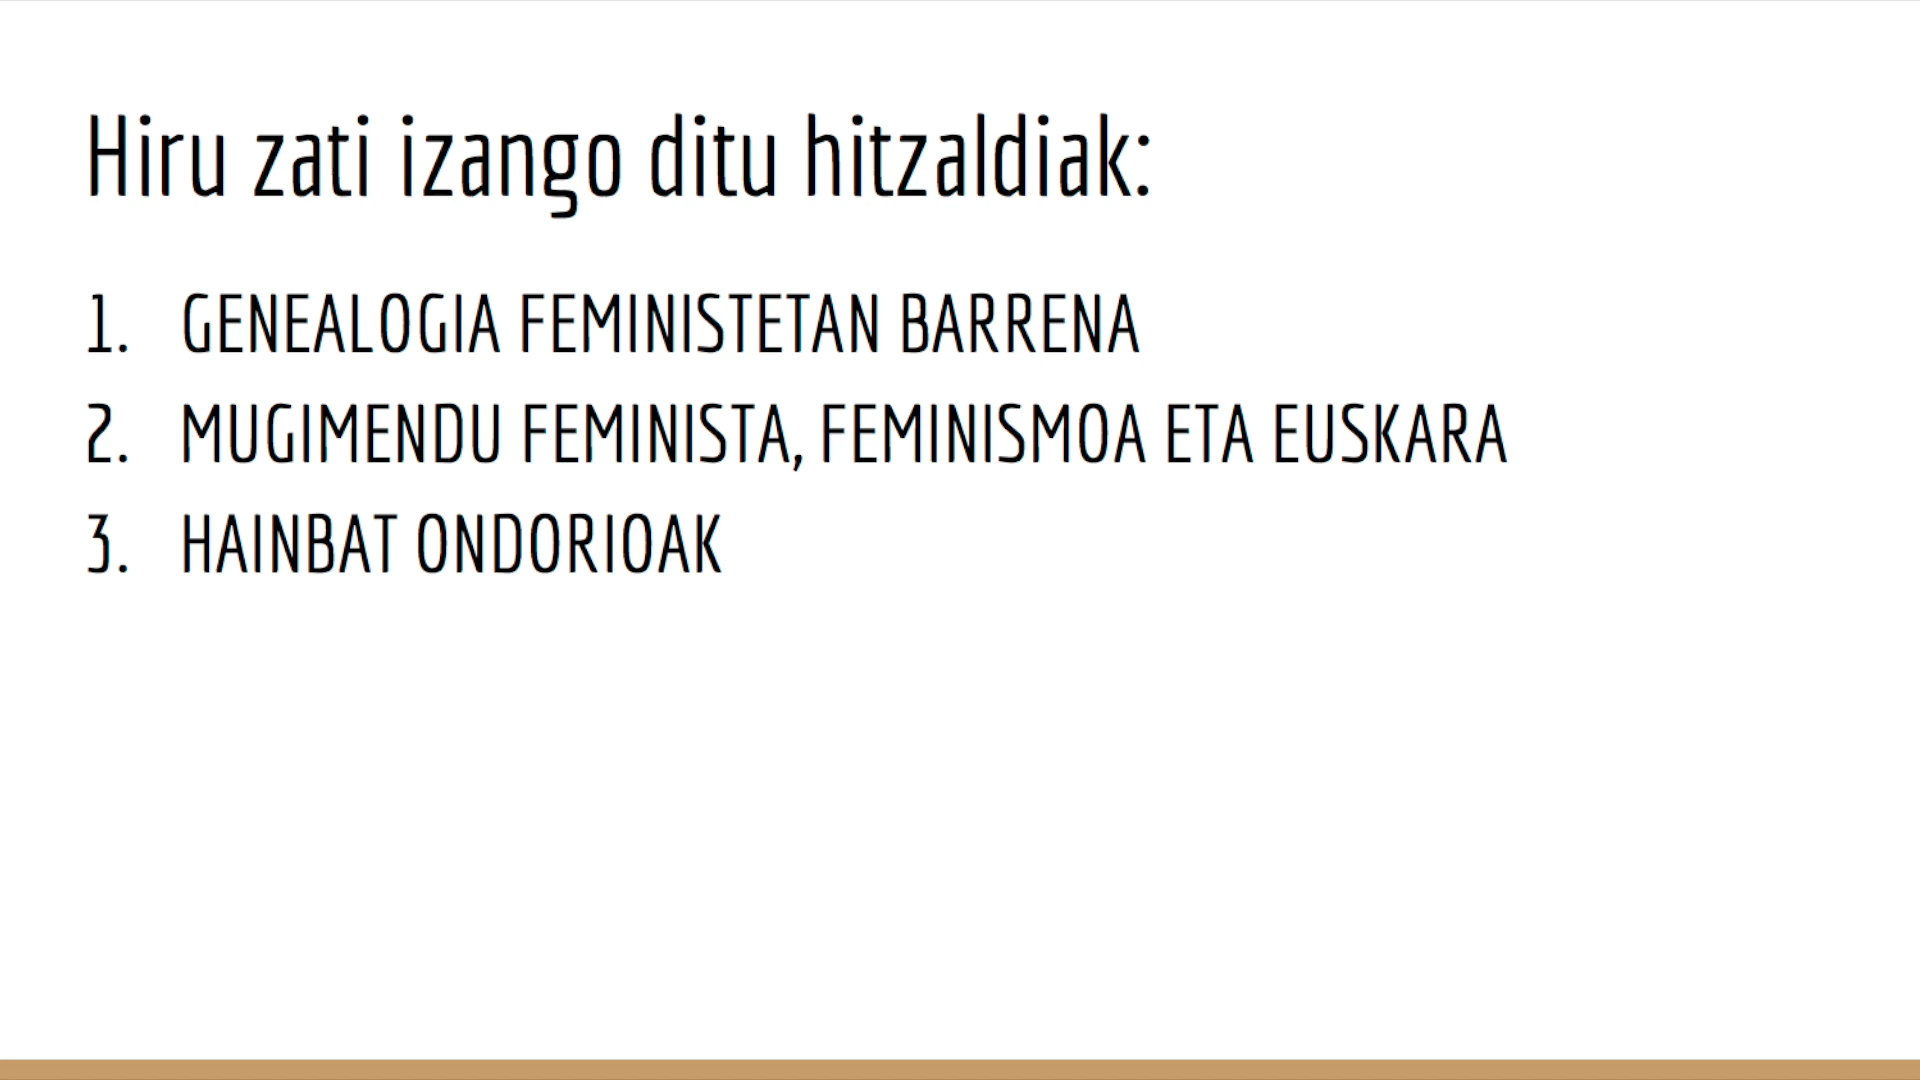 Hiru zati izango ditu hitzaldiak:
1. GENEALOGIA FEMINISTETAN BARRENA
2. MUGIMENDU FEMINISTA, FEMINISMOA ETA EUSKARA
3. HAINBAT ONDORIOAK